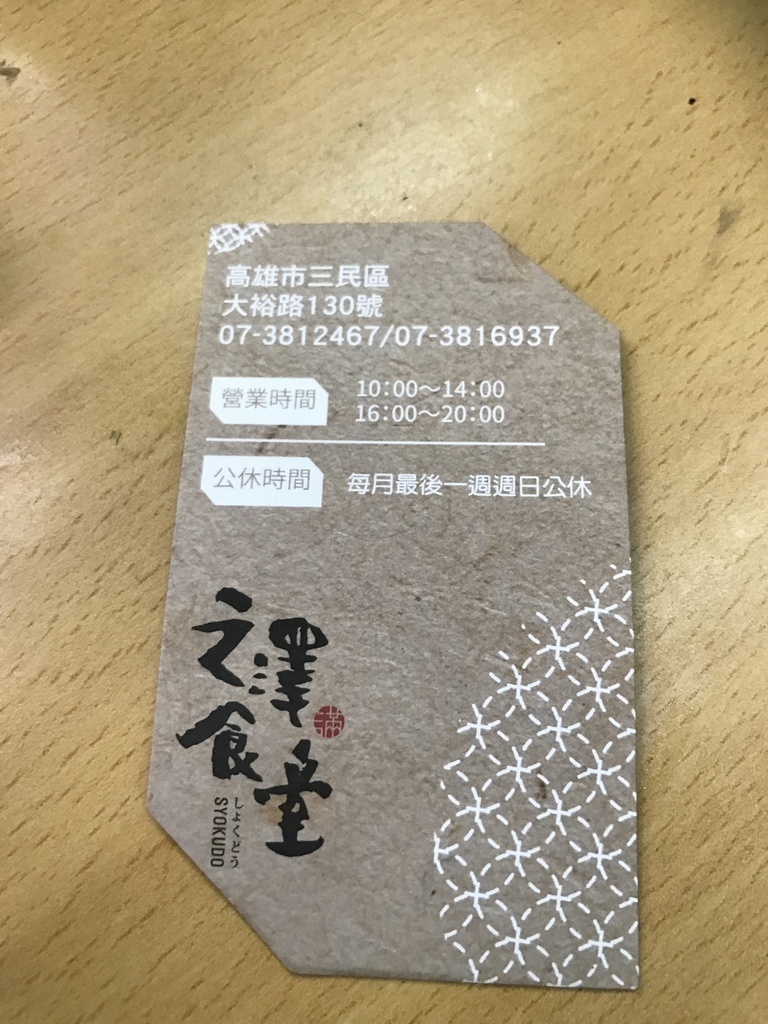 高雄市三民區
大裕路130號
07-3812467/07-3816937
營業時間
10:00～14:00
16:00～20:00
公休時間
每月最後一週週日公休
之澤
食堂
滿
しょくどう
SYOKUDO